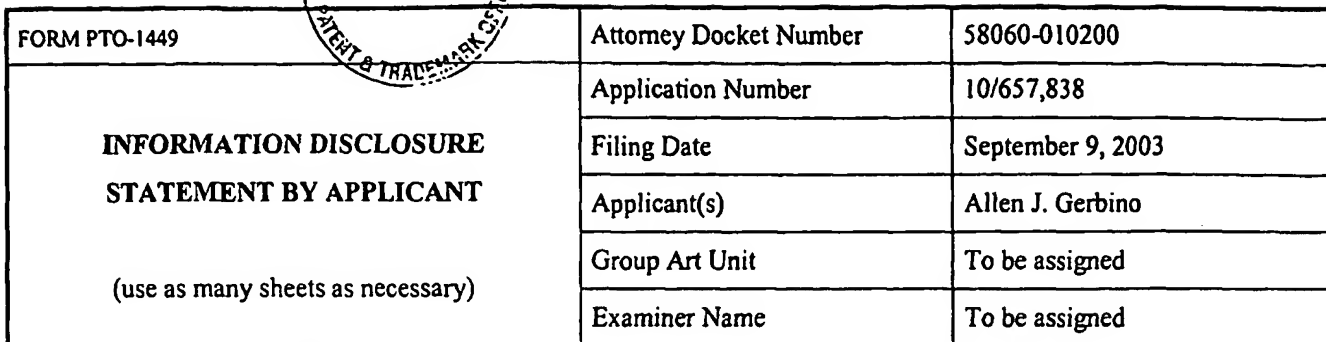 FORM PTO-1449
PATENT & TRADEMARK
INFORMATION DISCLOSURE
STATEMENT BY APPLICANT
(use as many sheets as necessary)
Attorney Docket Number 58060-010200
Application Number 10/657,838
Filing Date September 9, 2003
Applicant(s) Allen J. Gerbino
Group Art Unit To be assigned
Examiner Name To be assigned